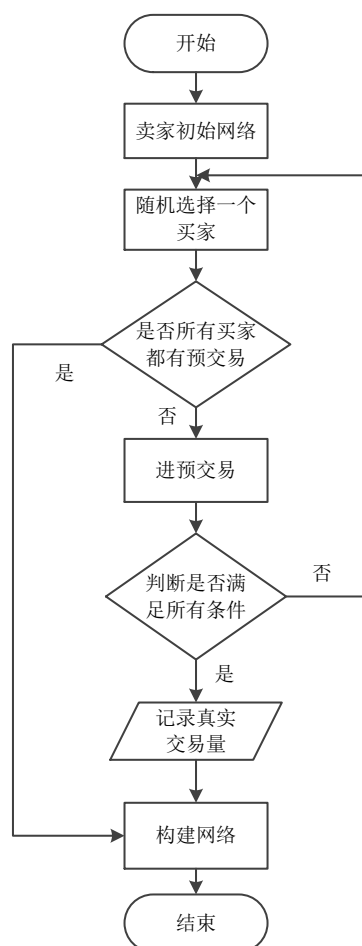 开始
卖家初始网络
随机选择一个
买家
是否所有买家
都有预交易
是
否
进预交易
判断是否满
足所有条件
否
是
记录真实
交易量
构建网络
结束